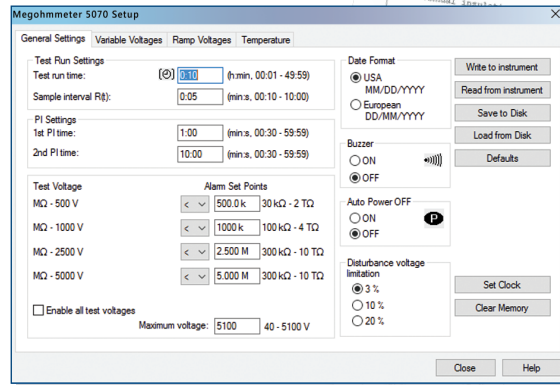 Megohmmeter 5070 Setup
General Settings Variable Voltages Ramp Voltages Temperature
Test Run Settings
Test run time: 0:10 (h:min, 00:01 - 49:59)
Sample interval R(t): 0:05 (min:s, 00:10 - 10:00)
PI Settings
1st PI time: 1:00 (min:s, 00:30 - 59:59)
2nd PI time: 10:00 (min:s, 00:30 - 59:59)
Test Voltage Alarm Set Points
MΩ - 500 V < 500.0 k 30 kΩ - 2 TΩ
MΩ - 1000 V < 1000 k 100 kΩ - 4 TΩ
MΩ - 2500 V < 2.500 M 300 kΩ - 10 TΩ
MΩ - 5000 V < 5.000 M 300 kΩ - 10 TΩ
Enable all test voltages
Maximum voltage: 5100 40 - 5100 V
Date Format
USA
MM/DD/YYYY
European
DD/MM/YYYY
Buzzer
ON
OFF
Auto Power OFF
ON
P
OFF
Disturbance voltage
limitation
3 %
10 %
20 %
Write to instrument
Read from instrument
Save to Disk
Load from Disk
Defaults
Set Clock
Clear Memory
Close Help